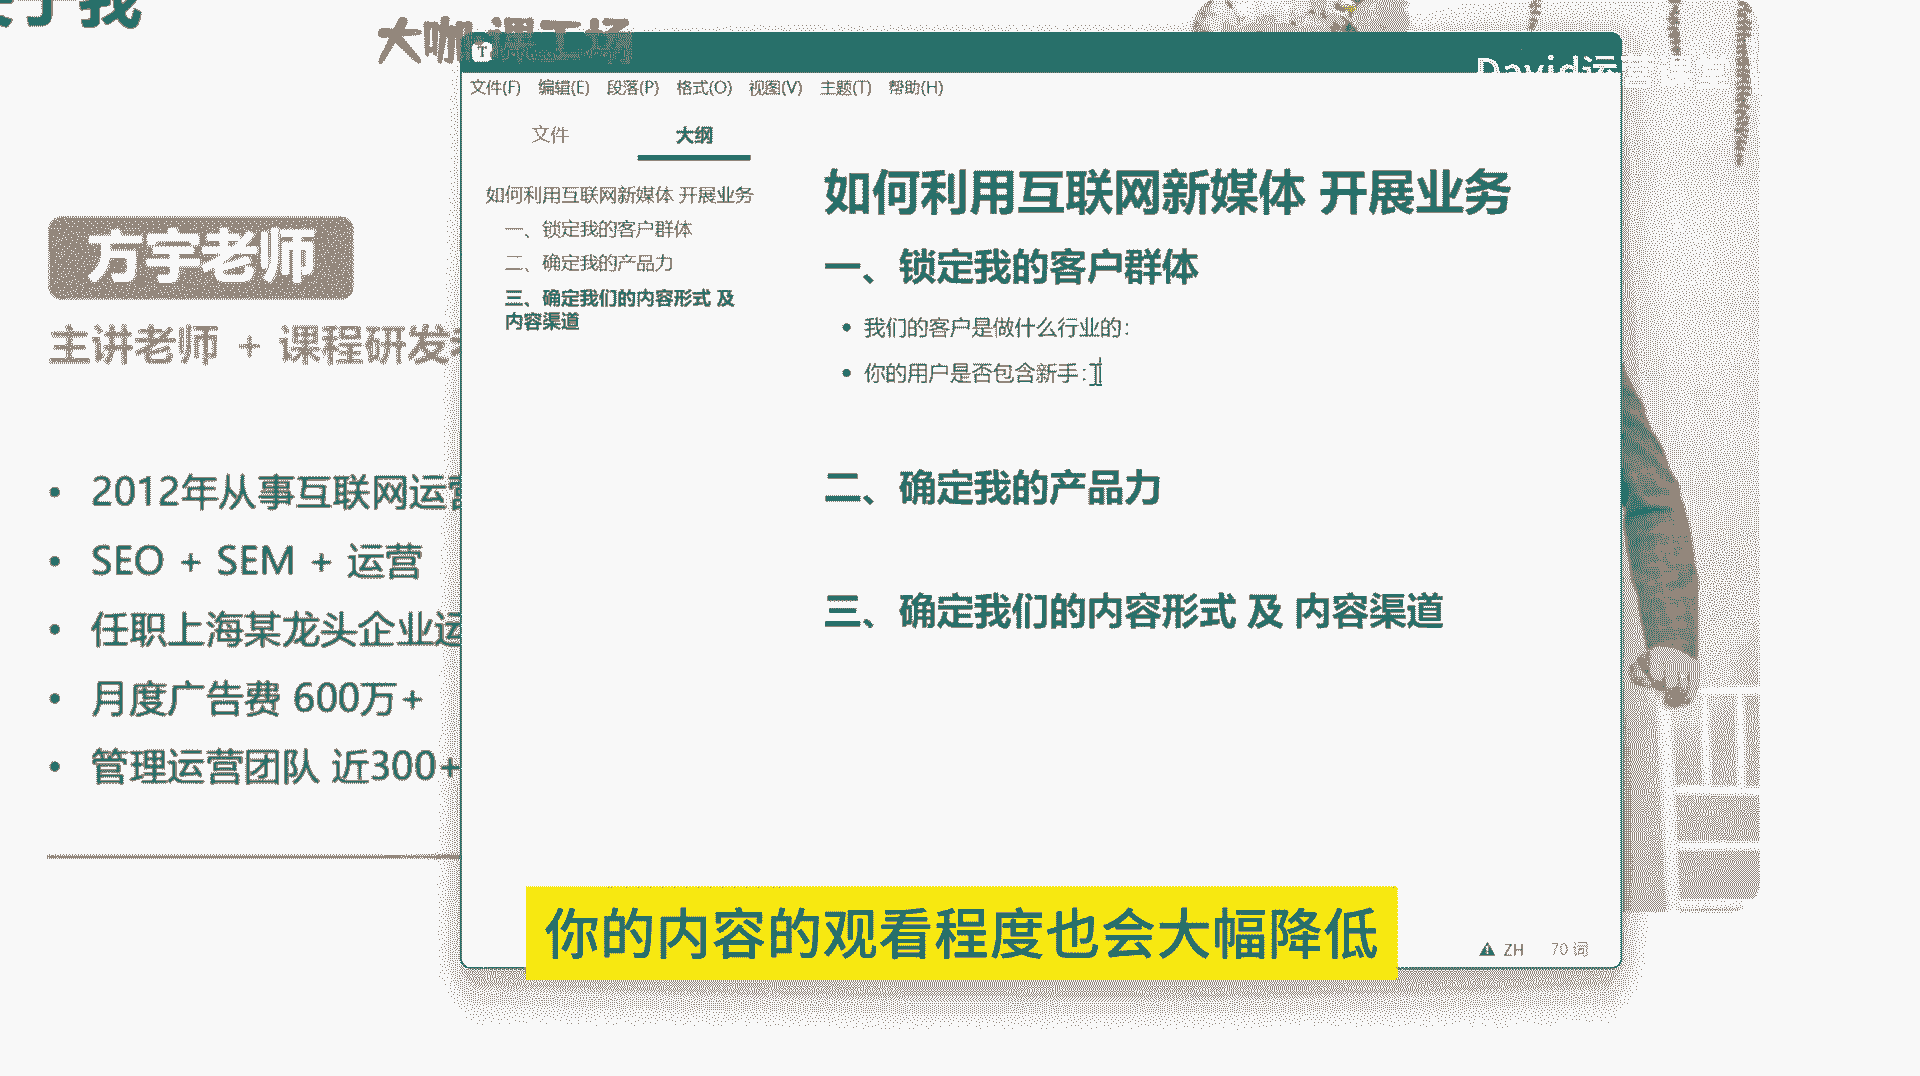 关于我
大咖 课工场
方宇老师
主讲老师 + 课程研发
2012年从事互联网运营
SEO + SEM + 运营
任职上海某龙头企业运
月度广告费 600万+
管理运营团队 近300+
David运营
文件(F) 编辑(E) 段落(P) 格式(O) 视图(V) 主题(T) 帮助(H)
文件 大纲
如何利用互联网新媒体 开展业务
一、锁定我的客户群体
二、确定我的产品力
三、确定我们的内容形式 及
内容渠道
如何利用互联网新媒体 开展业务
一、锁定我的客户群体
我们的客户是做什么行业的：
你的用户是否包含新手：
二、确定我的产品力
三、确定我们的内容形式 及 内容渠道
ZH 70 词
你的内容的观看程度也会大幅降低